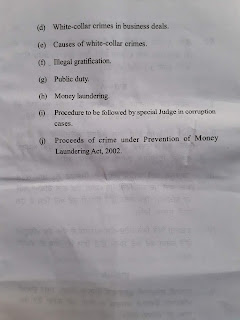 (d) White-collar crimes in business deals.
(e) Causes of white-collar crimes.
(f) Illegal gratification.
(g) Public duty.
(h) Money laundering.
(i) Procedure to be followed by special Judge in corruption
cases.
(j) Proceeds of crime under Prevention of Money
Laundering Act, 2002.